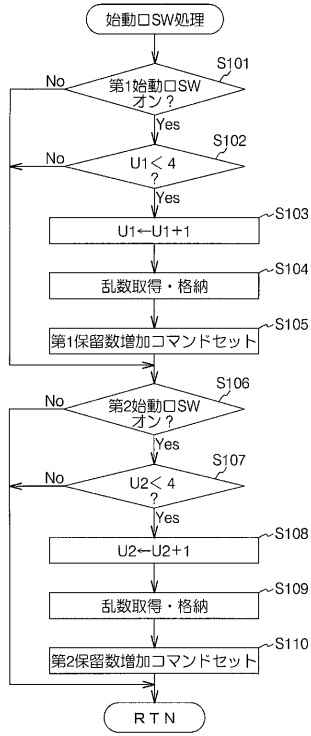 始動口SW処理
S101
第1始動口SW
オン？
No
Yes
S102
U1＜4
？
No
Yes
S103
U1←U1+1
S104
乱数取得・格納
S105
第1保留数増加コマンドセット
S106
第2始動口SW
オン？
No
Yes
S107
U2＜4
？
No
Yes
S108
U2←U2+1
S109
乱数取得・格納
S110
第2保留数増加コマンドセット
RTN